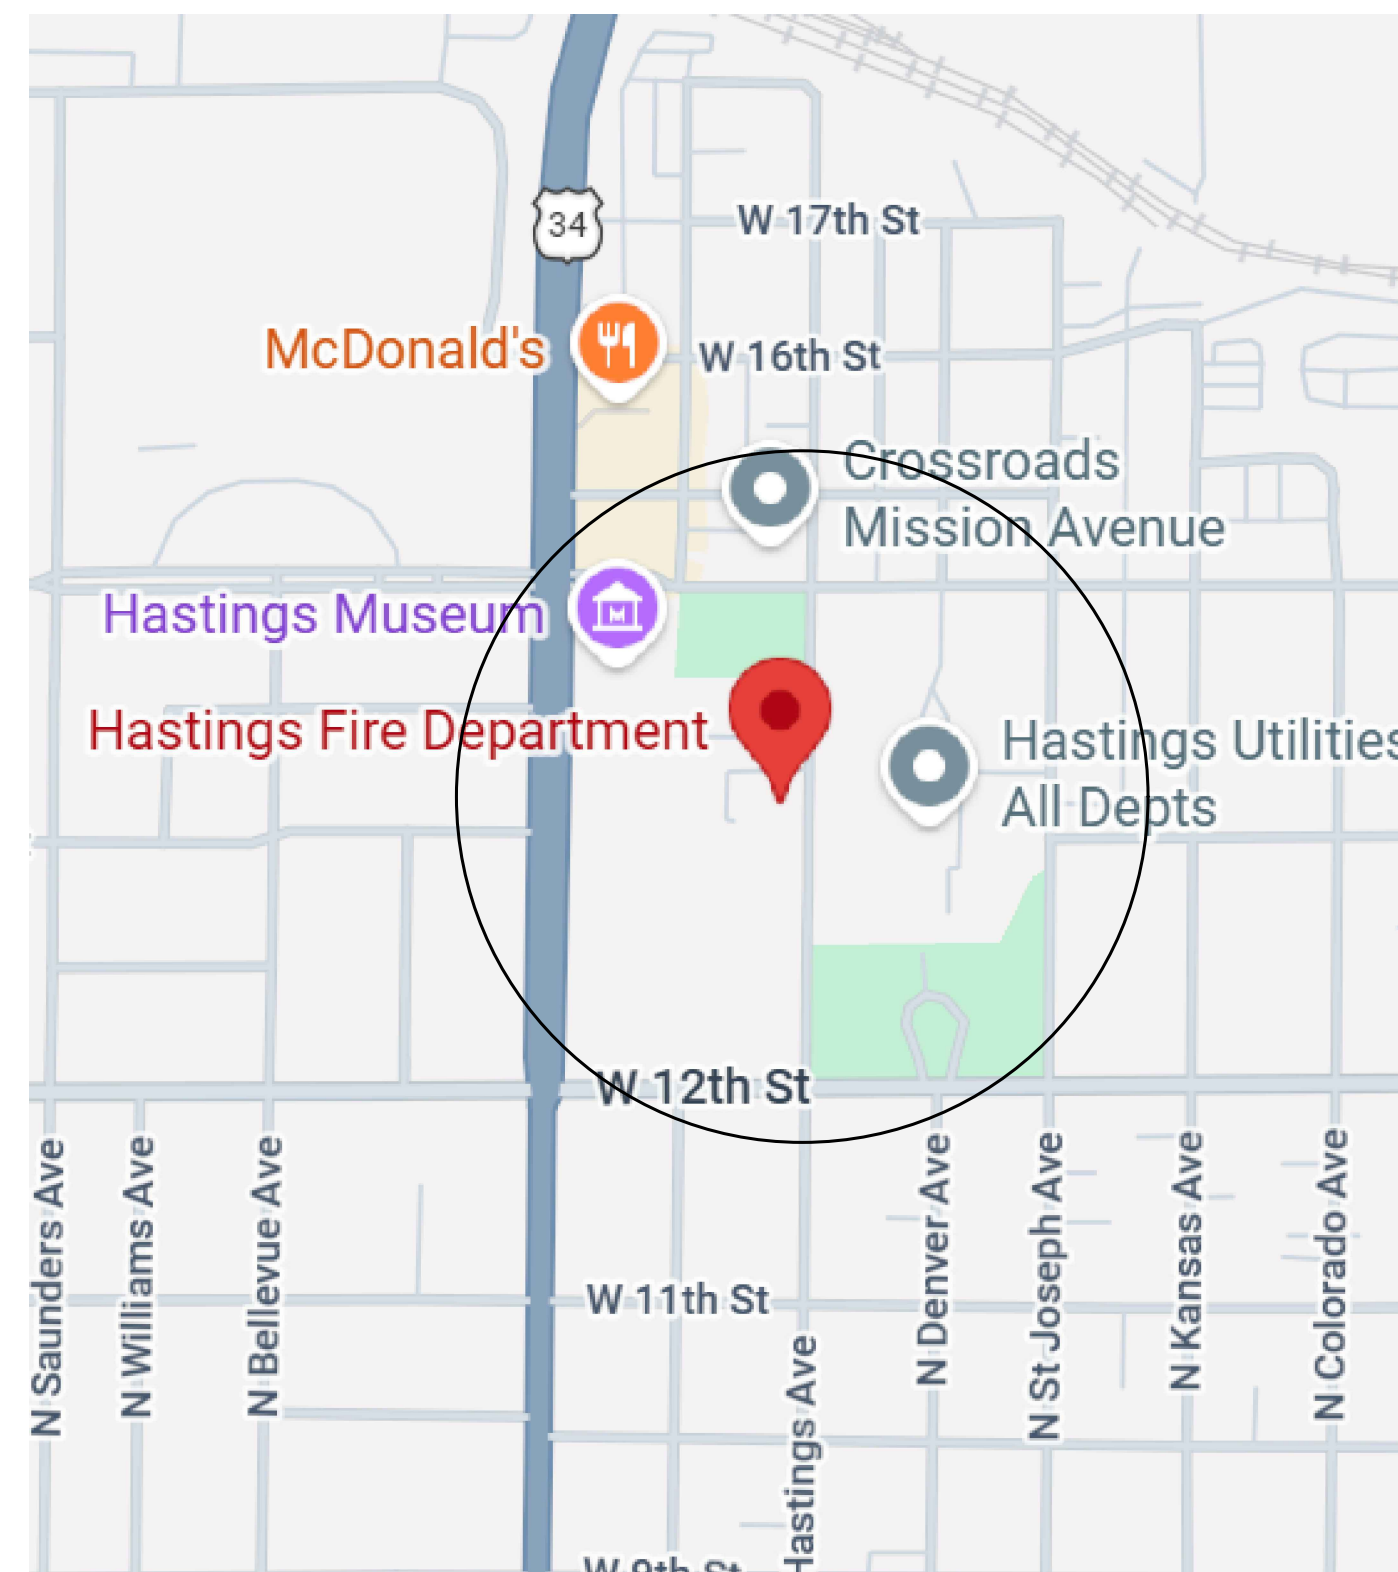 W 17th St
34
McDonald's
W 16th St
Crossroads
Mission Avenue
Hastings Museum
Hastings Fire Department
Hastings Utilities
All Depts
W 12th St
N Saunders Ave
N Williams Ave
N Bellevue Ave
N Denver Ave
N St Joseph Ave
N Kansas Ave
N Colorado Ave
W 11th St
Hastings Ave
W 9th St